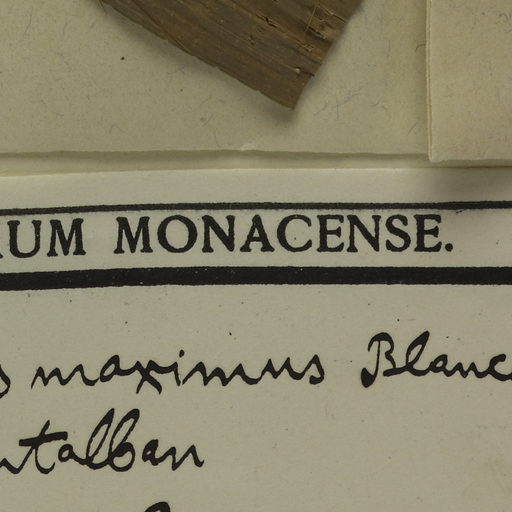 RUM MONACENSE.
s maximus Blanc
ntalban